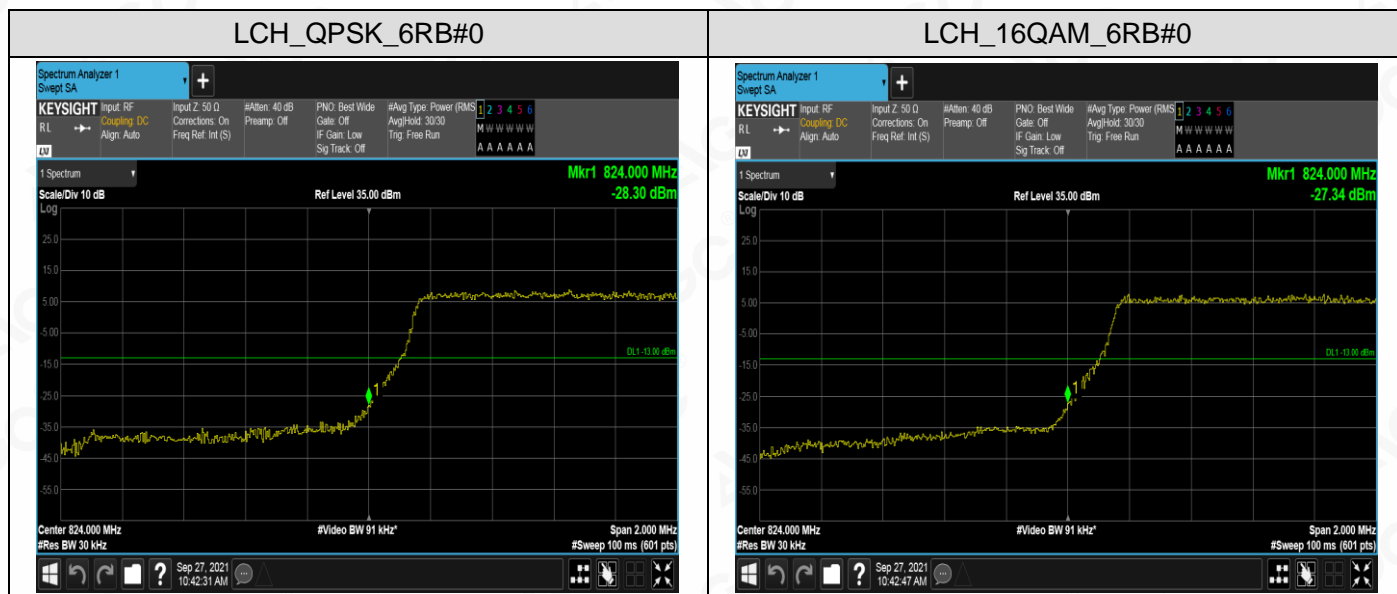 LCH_QPSK_6RB#0
Spectrum Analyzer 1
Swept SA
+
KEYSIGHT
RL
LXI
Input: RF
Coupling: DC
Align: Auto
Input Z: 50 Ω
Corrections: On
Freq Ref: Int (S)
#Atten: 40 dB
Preamp: Off
PNO: Best Wide
Gate: Off
IF Gain: Low
Sig Track: Off
#Avg Type: Power (RMS
Avg|Hold: 30/30
Trig: Free Run
1 2 3 4 5 6
M W W W W W
A A A A A A
1 Spectrum
Scale/Div 10 dB
Log
Ref Level 35.00 dBm
Mkr1 824.000 MHz
-28.30 dBm
25.0
15.0
5.00
-5.00
-15.0
-25.0
-35.0
-45.0
-55.0
DL1 -13.00 dBm
1
Center 824.000 MHz
#Res BW 30 kHz
#Video BW 91 kHz*
Span 2.000 MHz
#Sweep 100 ms (601 pts)
?
Sep 27, 2021
10:42:31 AM
LCH_16QAM_6RB#0
Spectrum Analyzer 1
Swept SA
+
KEYSIGHT
RL
LXI
Input: RF
Coupling: DC
Align: Auto
Input Z: 50 Ω
Corrections: On
Freq Ref: Int (S)
#Atten: 40 dB
Preamp: Off
PNO: Best Wide
Gate: Off
IF Gain: Low
Sig Track: Off
#Avg Type: Power (RMS
Avg|Hold: 30/30
Trig: Free Run
1 2 3 4 5 6
M W W W W W
A A A A A A
1 Spectrum
Scale/Div 10 dB
Log
Ref Level 35.00 dBm
Mkr1 824.000 MHz
-27.34 dBm
25.0
15.0
5.00
-5.00
-15.0
-25.0
-35.0
-45.0
-55.0
DL1 -13.00 dBm
1
Center 824.000 MHz
#Res BW 30 kHz
#Video BW 91 kHz*
Span 2.000 MHz
#Sweep 100 ms (601 pts)
?
Sep 27, 2021
10:42:47 AM